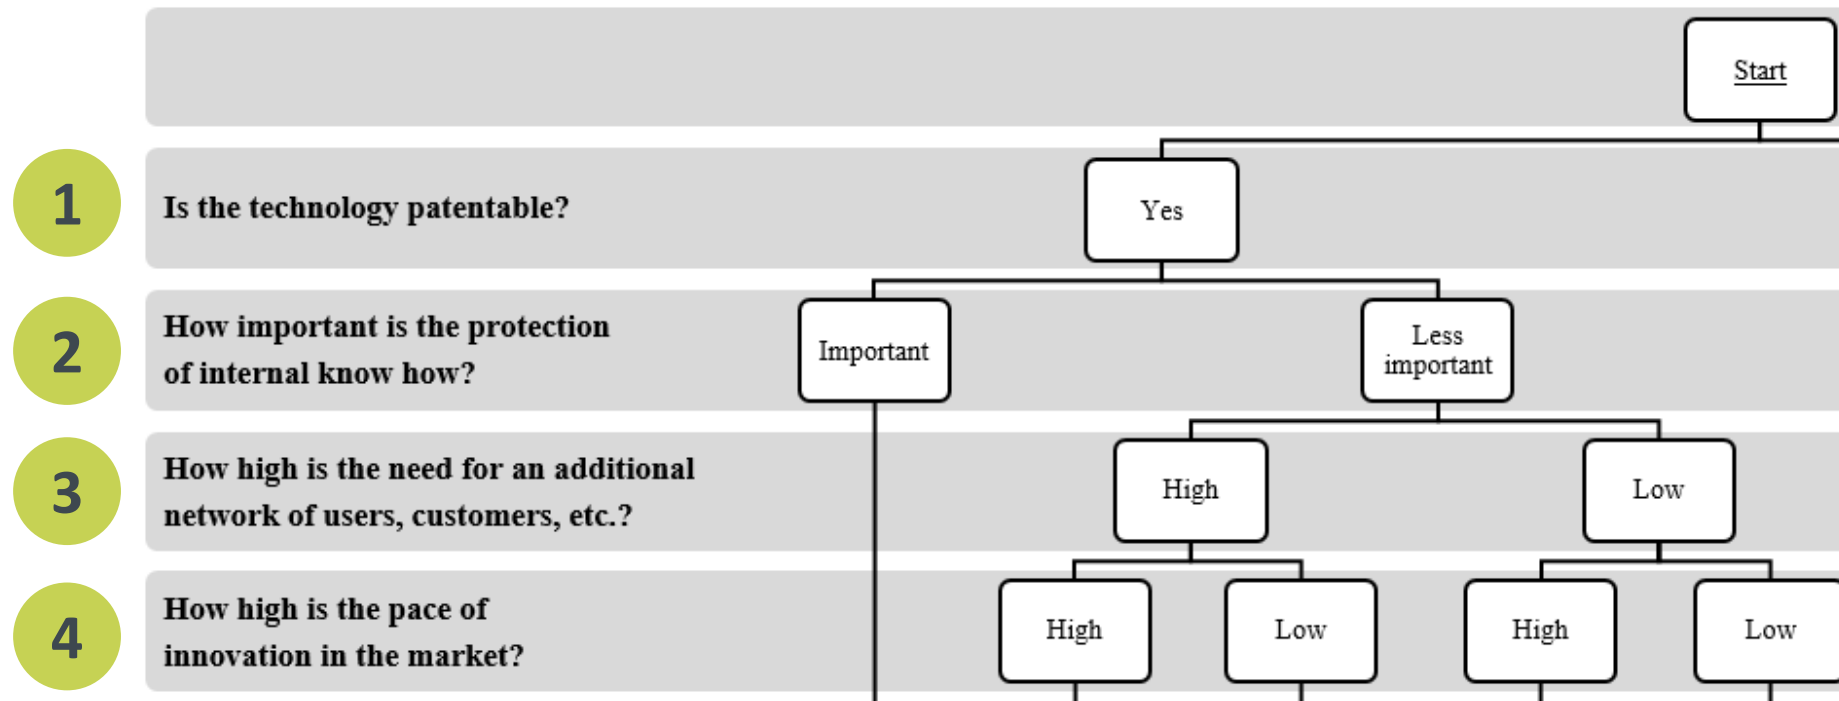 Start
1
Is the technology patentable?
Yes
2
How important is the protection
of internal know how?
Important
Less
important
3
How high is the need for an additional
network of users, customers, etc.?
High
Low
4
How high is the pace of
innovation in the market?
High
Low
High
Low